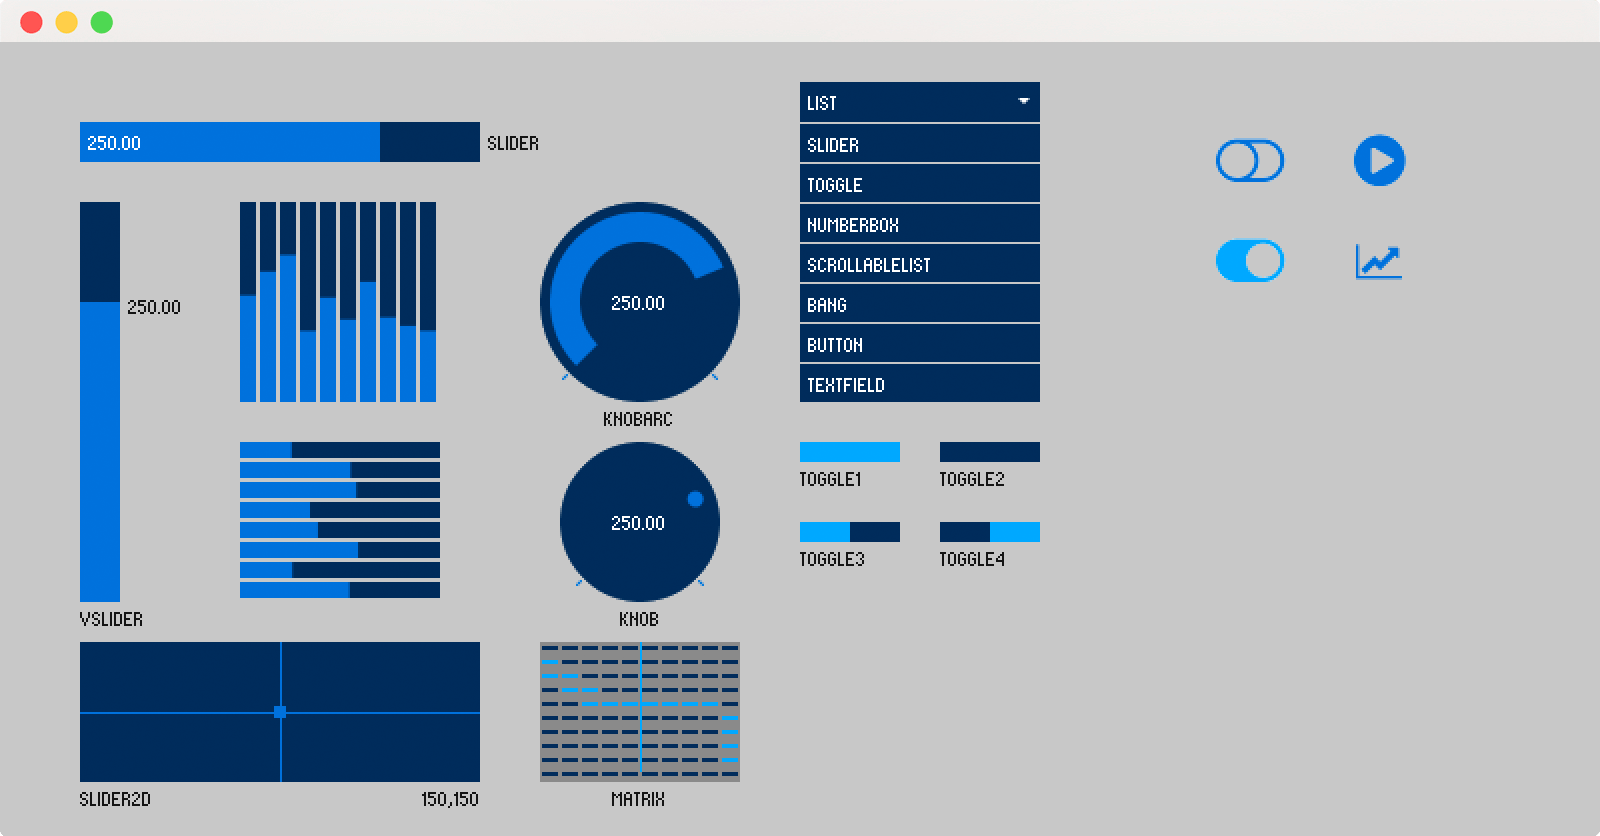 250.00 SLIDER
250.00
VSLIDER
SLIDER2D 150,150
250.00
KNOBARC
250.00
KNOB
MATRIX
LIST
SLIDER
TOGGLE
NUMBERBOX
SCROLLABLELIST
BANG
BUTTON
TEXTFIELD
TOGGLE1 TOGGLE2
TOGGLE3 TOGGLE4